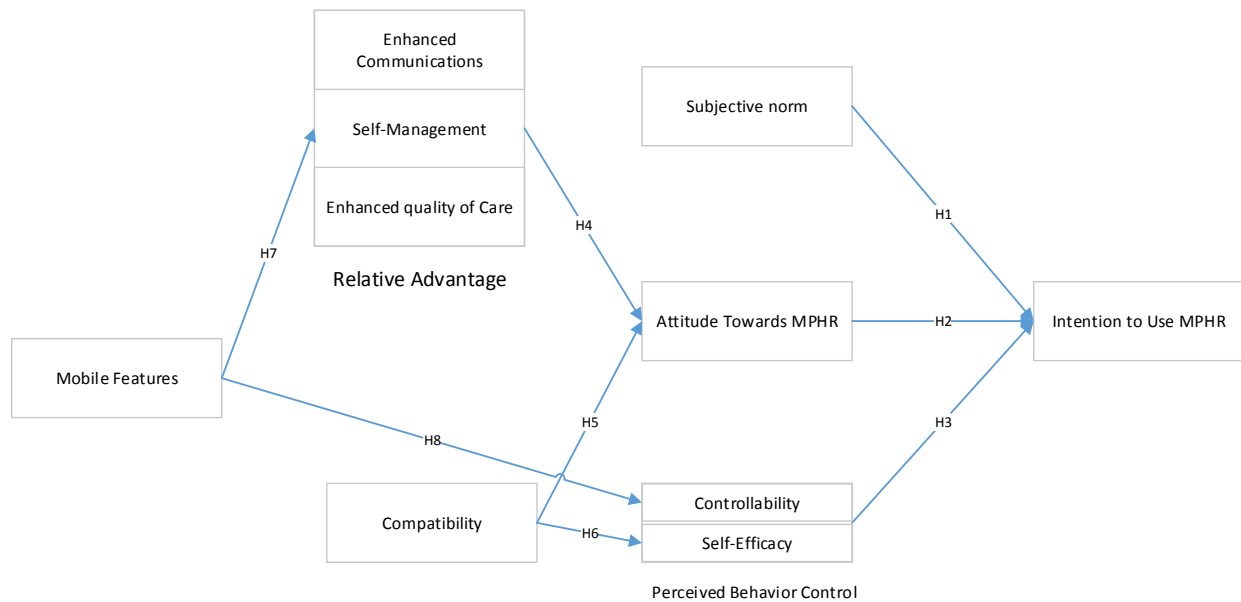 Enhanced
Communications
Self-Management
Enhanced quality of Care
Relative Advantage
Subjective norm
Attitude Towards MPHR
Intention to Use MPHR
Mobile Features
Compatibility
Controllability
Self-Efficacy
Perceived Behavior Control
H1
H2
H3
H4
H5
H6
H7
H8